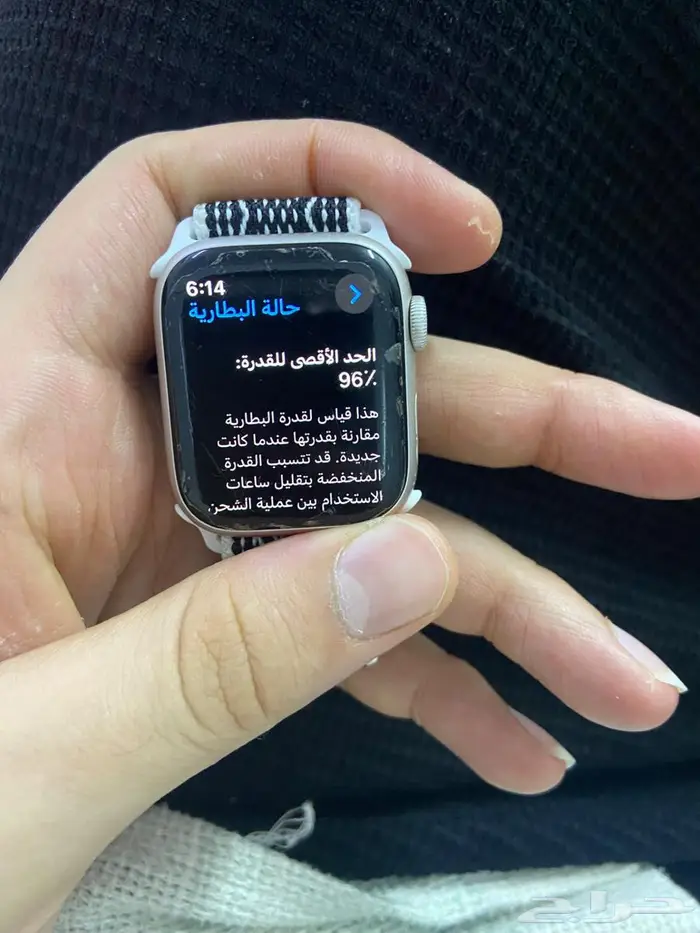 6:14
حالة البطارية
الحد الأقصى للقدرة:
96٪
هذا قياس لقدرة البطارية
مقارنة بقدرتها عندما كانت
جديدة. قد تتسبب القدرة
المنخفضة بتقليل ساعات
الاستخدام بين عملية الشحن.
حراج